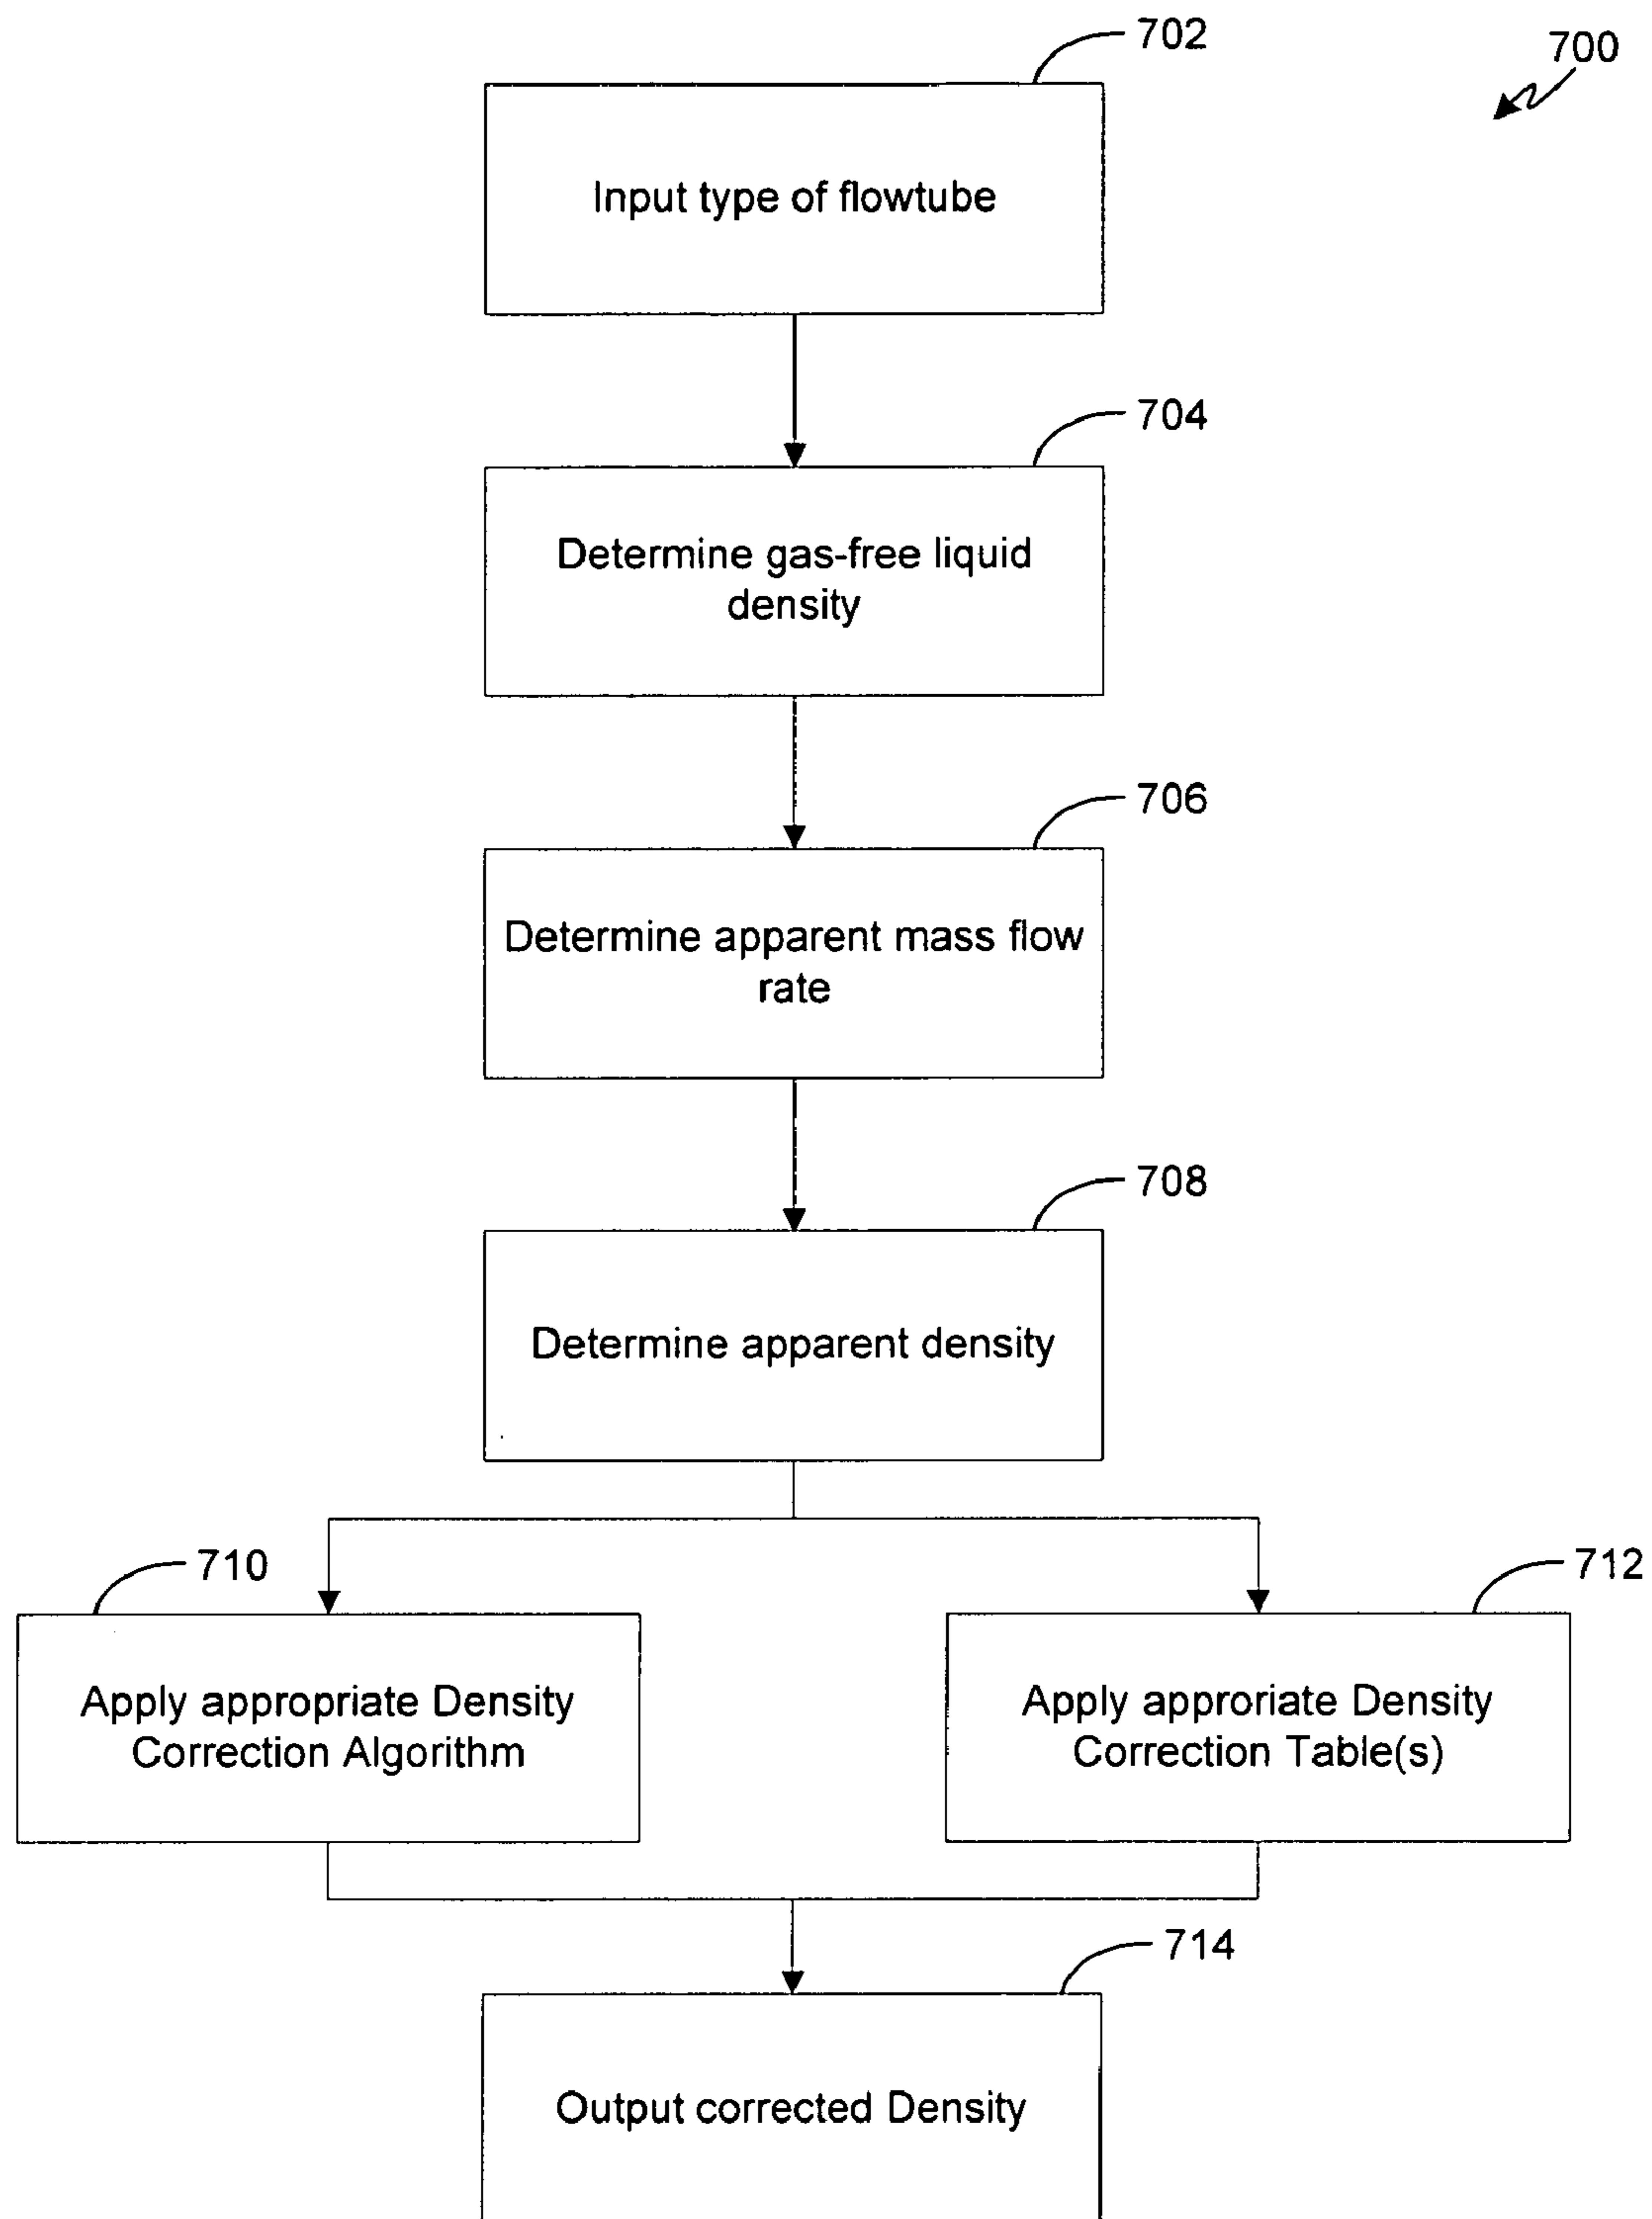 702
700
Input type of flowtube
704
Determine gas-free liquid
density
706
Determine apparent mass flow
rate
708
Determine apparent density
710
712
Apply appropriate Density
Correction Algorithm
Apply approriate Density
Correction Table(s)
714
Output corrected Density